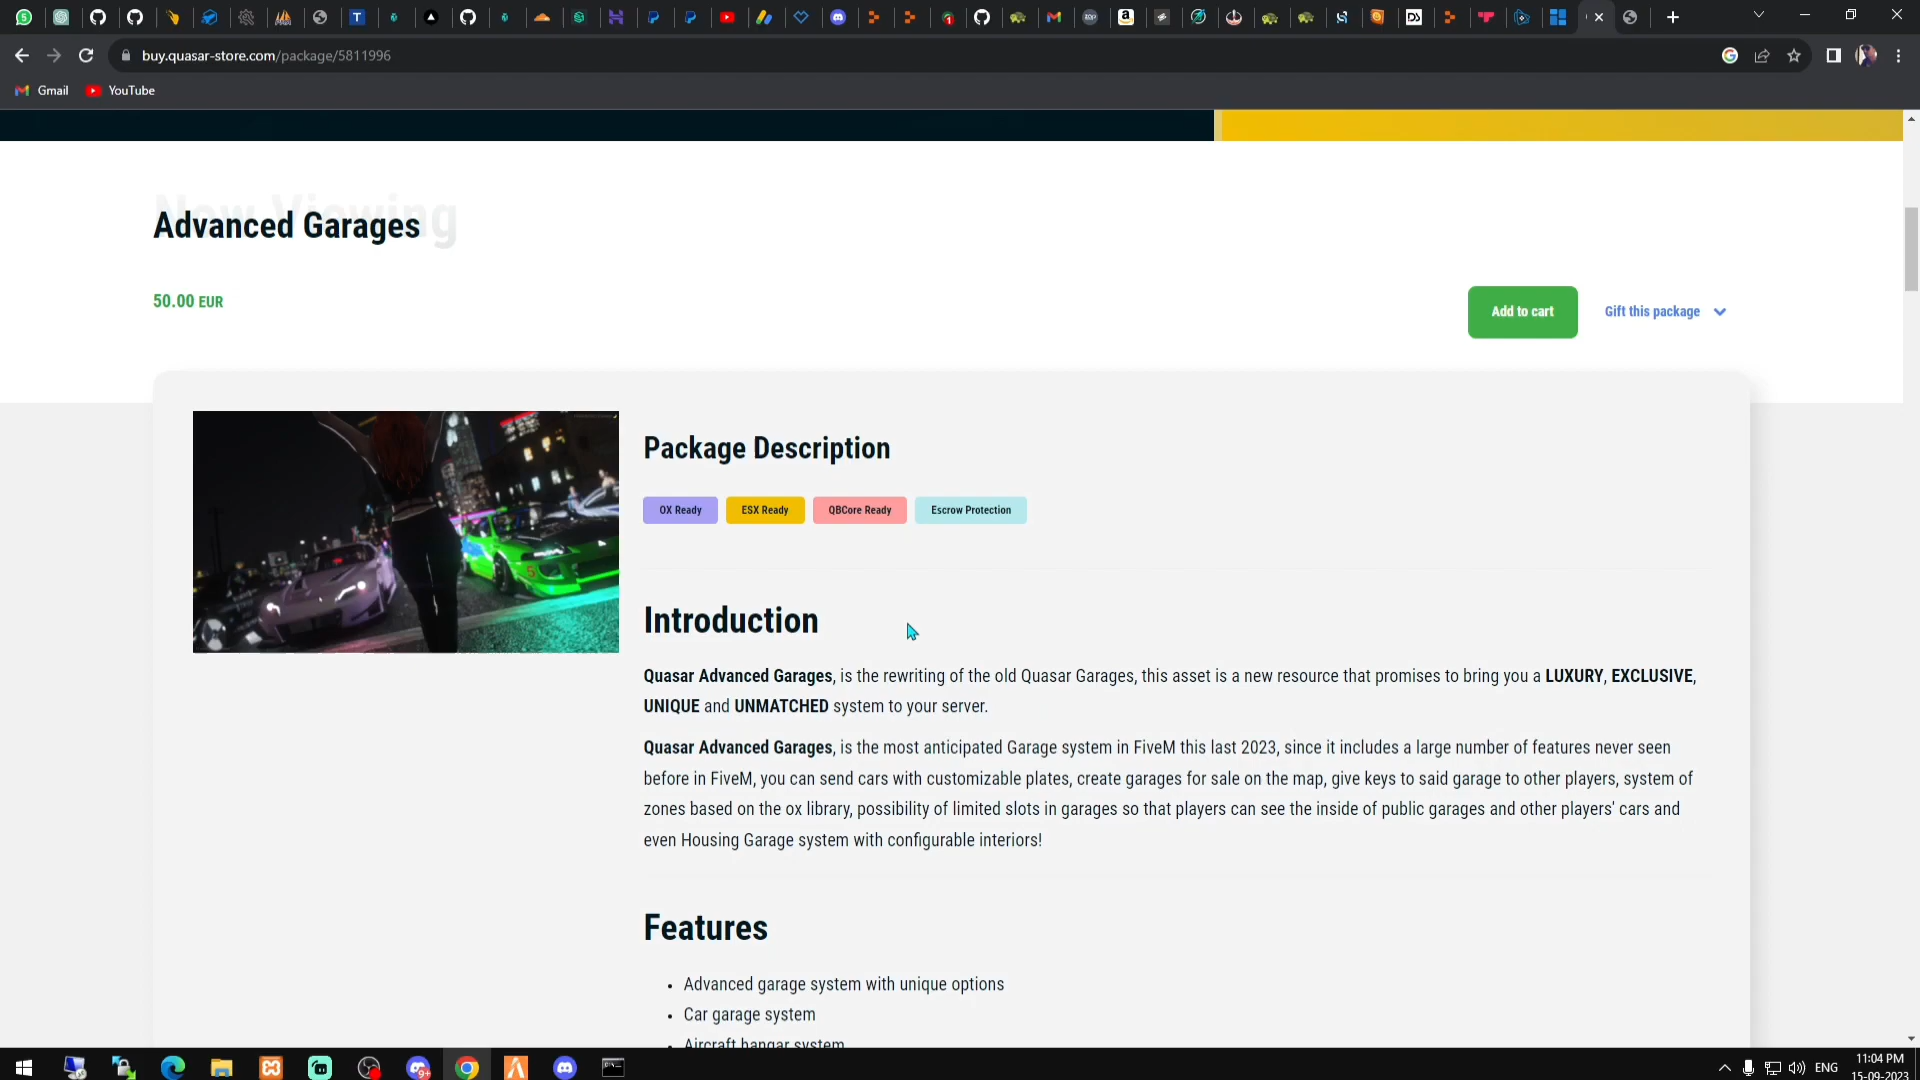 buy.quasar-store.com/package/5811996
Gmail YouTube
Now Viewing
Advanced Garages
50.00 EUR
Add to cart
Gift this package
Package Description
OX Ready ESX Ready QBCore Ready Escrow Protection
Introduction
Quasar Advanced Garages, is the rewriting of the old Quasar Garages, this asset is a new resource that promises to bring you a LUXURY, EXCLUSIVE,
UNIQUE and UNMATCHED system to your server.
Quasar Advanced Garages, is the most anticipated Garage system in FiveM this last 2023, since it includes a large number of features never seen
before in FiveM, you can send cars with customizable plates, create garages for sale on the map, give keys to said garage to other players, system of
zones based on the ox library, possibility of limited slots in garages so that players can see the inside of public garages and other players' cars and
even Housing Garage system with configurable interiors!
Features
• Advanced garage system with unique options
• Car garage system
• Aircraft hangar system
ENG
11:04 PM
15-09-2023